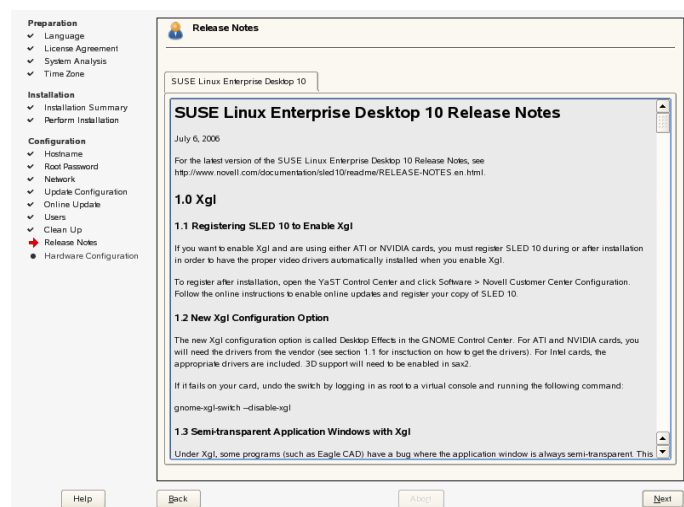 Preparation
Language
License Agreement
System Analysis
Time Zone
Installation
Installation Summary
Perform Installation
Configuration
Hostname
Root Password
Network
Update Configuration
Online Update
Users
Clean Up
Release Notes
Hardware Configuration
Release Notes
SUSE Linux Enterprise Desktop 10
SUSE Linux Enterprise Desktop 10 Release Notes
July 6, 2006
For the latest version of the SUSE Linux Enterprise Desktop 10 Release Notes, see
http://www.novell.com/documentation/sled10/readme/RELEASE-NOTES.en.html.
1.0 Xgl
1.1 Registering SLED 10 to Enable Xgl
If you want to enable Xgl and are using either ATI or NVIDIA cards, you must register SLED 10 during or after installation
in order to have the proper video drivers automatically installed when you enable Xgl.
To register after installation, open the YaST Control Center and click Software > Novell Customer Center Configuration.
Follow the online instructions to enable online updates and register your copy of SLED 10.
1.2 New Xgl Configuration Option
The new Xgl configuration option is called Desktop Effects in the GNOME Control Center. For ATI and NVIDIA cards, you
will need the drivers from the vendor (see section 1.1 for insctuction on how to get the drivers). For Intel cards, the
appropriate drivers are included. 3D support will need to be enabled in sax2.
If it fails on your card, undo the switch by logging in as root to a virtual console and running the following command:
gnome-xgl-switch --disable-xgl
1.3 Semi-transparent Application Windows with Xgl
Under Xgl, some programs (such as Eagle CAD) have a bug where the application window is always semi-transparent. This
Help
Back
Abort
Next